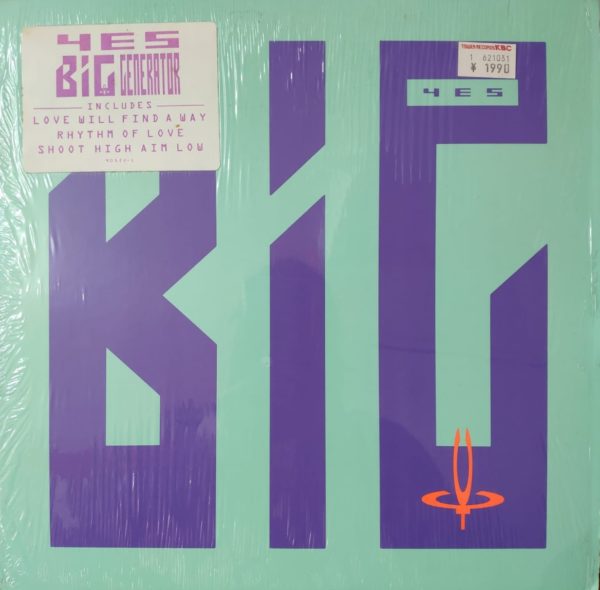 YES
BiG GENERATOR
INCLUDES
LOVE WILL FIND A WAY
RHYTHM OF LOVE
SHOOT HIGH AIM LOW
TOWER RECORDS KBC
1 621031
¥ 1990
YES
BiG